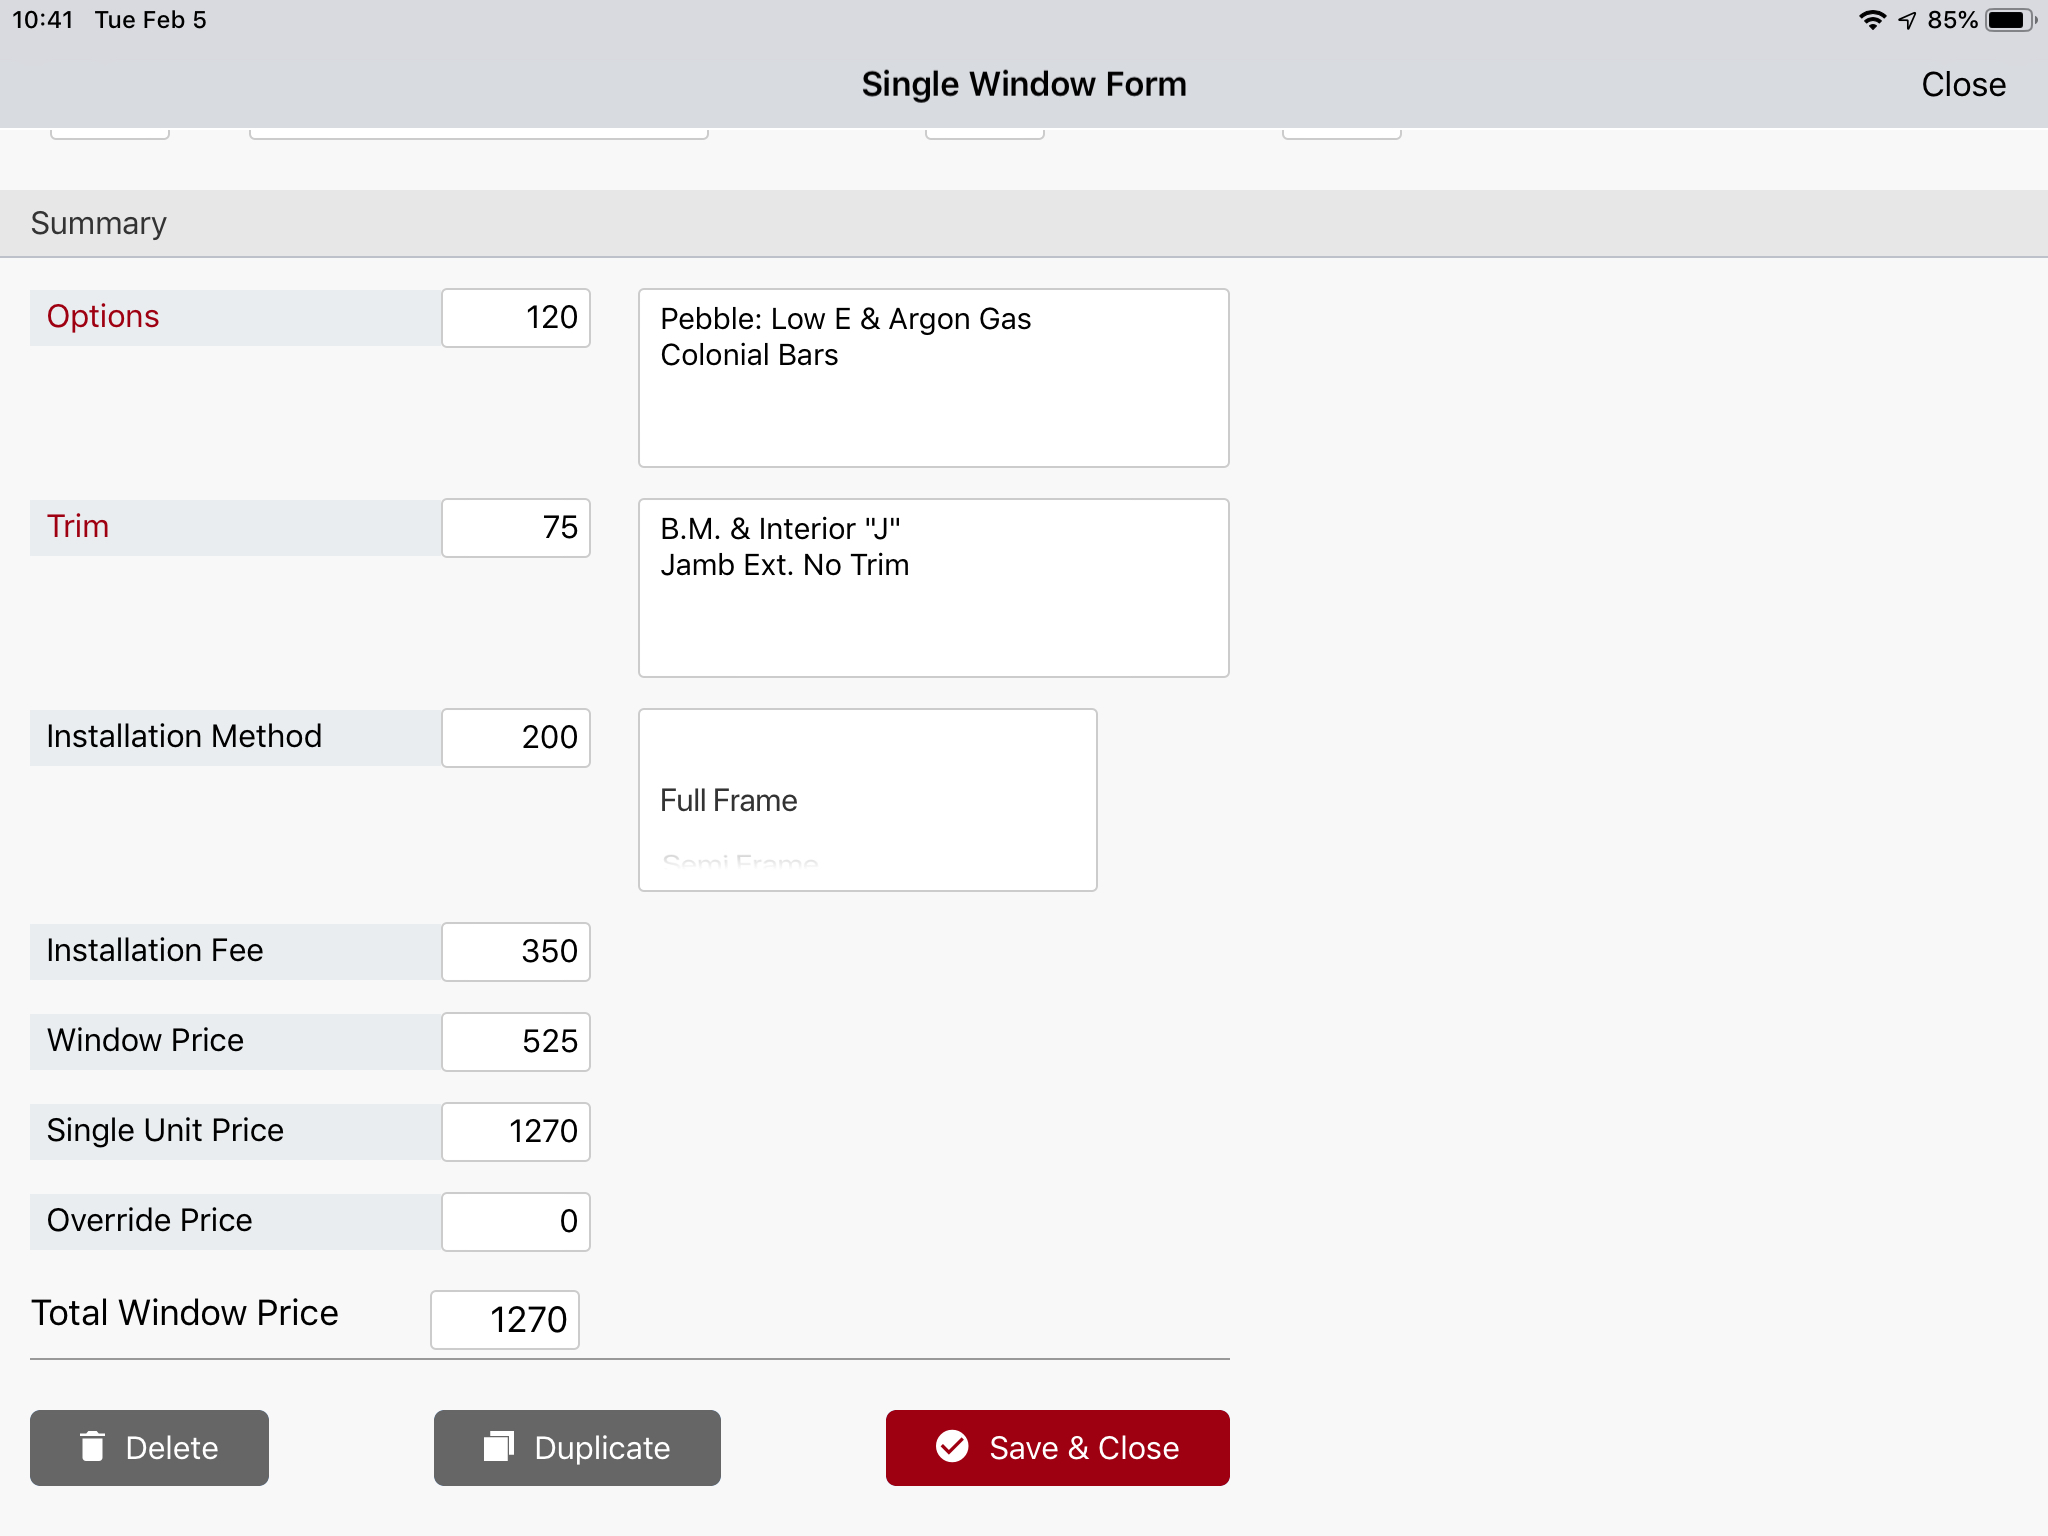 10:41 Tue Feb 5
85%
Single Window Form
Close
Summary
Options
120
Pebble: Low E & Argon Gas
Colonial Bars
Trim
75
B.M. & Interior "J"
Jamb Ext. No Trim
Installation Method
200
Full Frame
Semi Frame
Installation Fee
350
Window Price
525
Single Unit Price
1270
Override Price
0
Total Window Price
1270
Delete
Duplicate
Save & Close